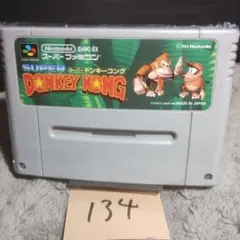 Nintendo SHVC-8X
スーパーファミコン
SUPER スーパードンキーコング
DONKEY KONG
MADE IN JAPAN
134